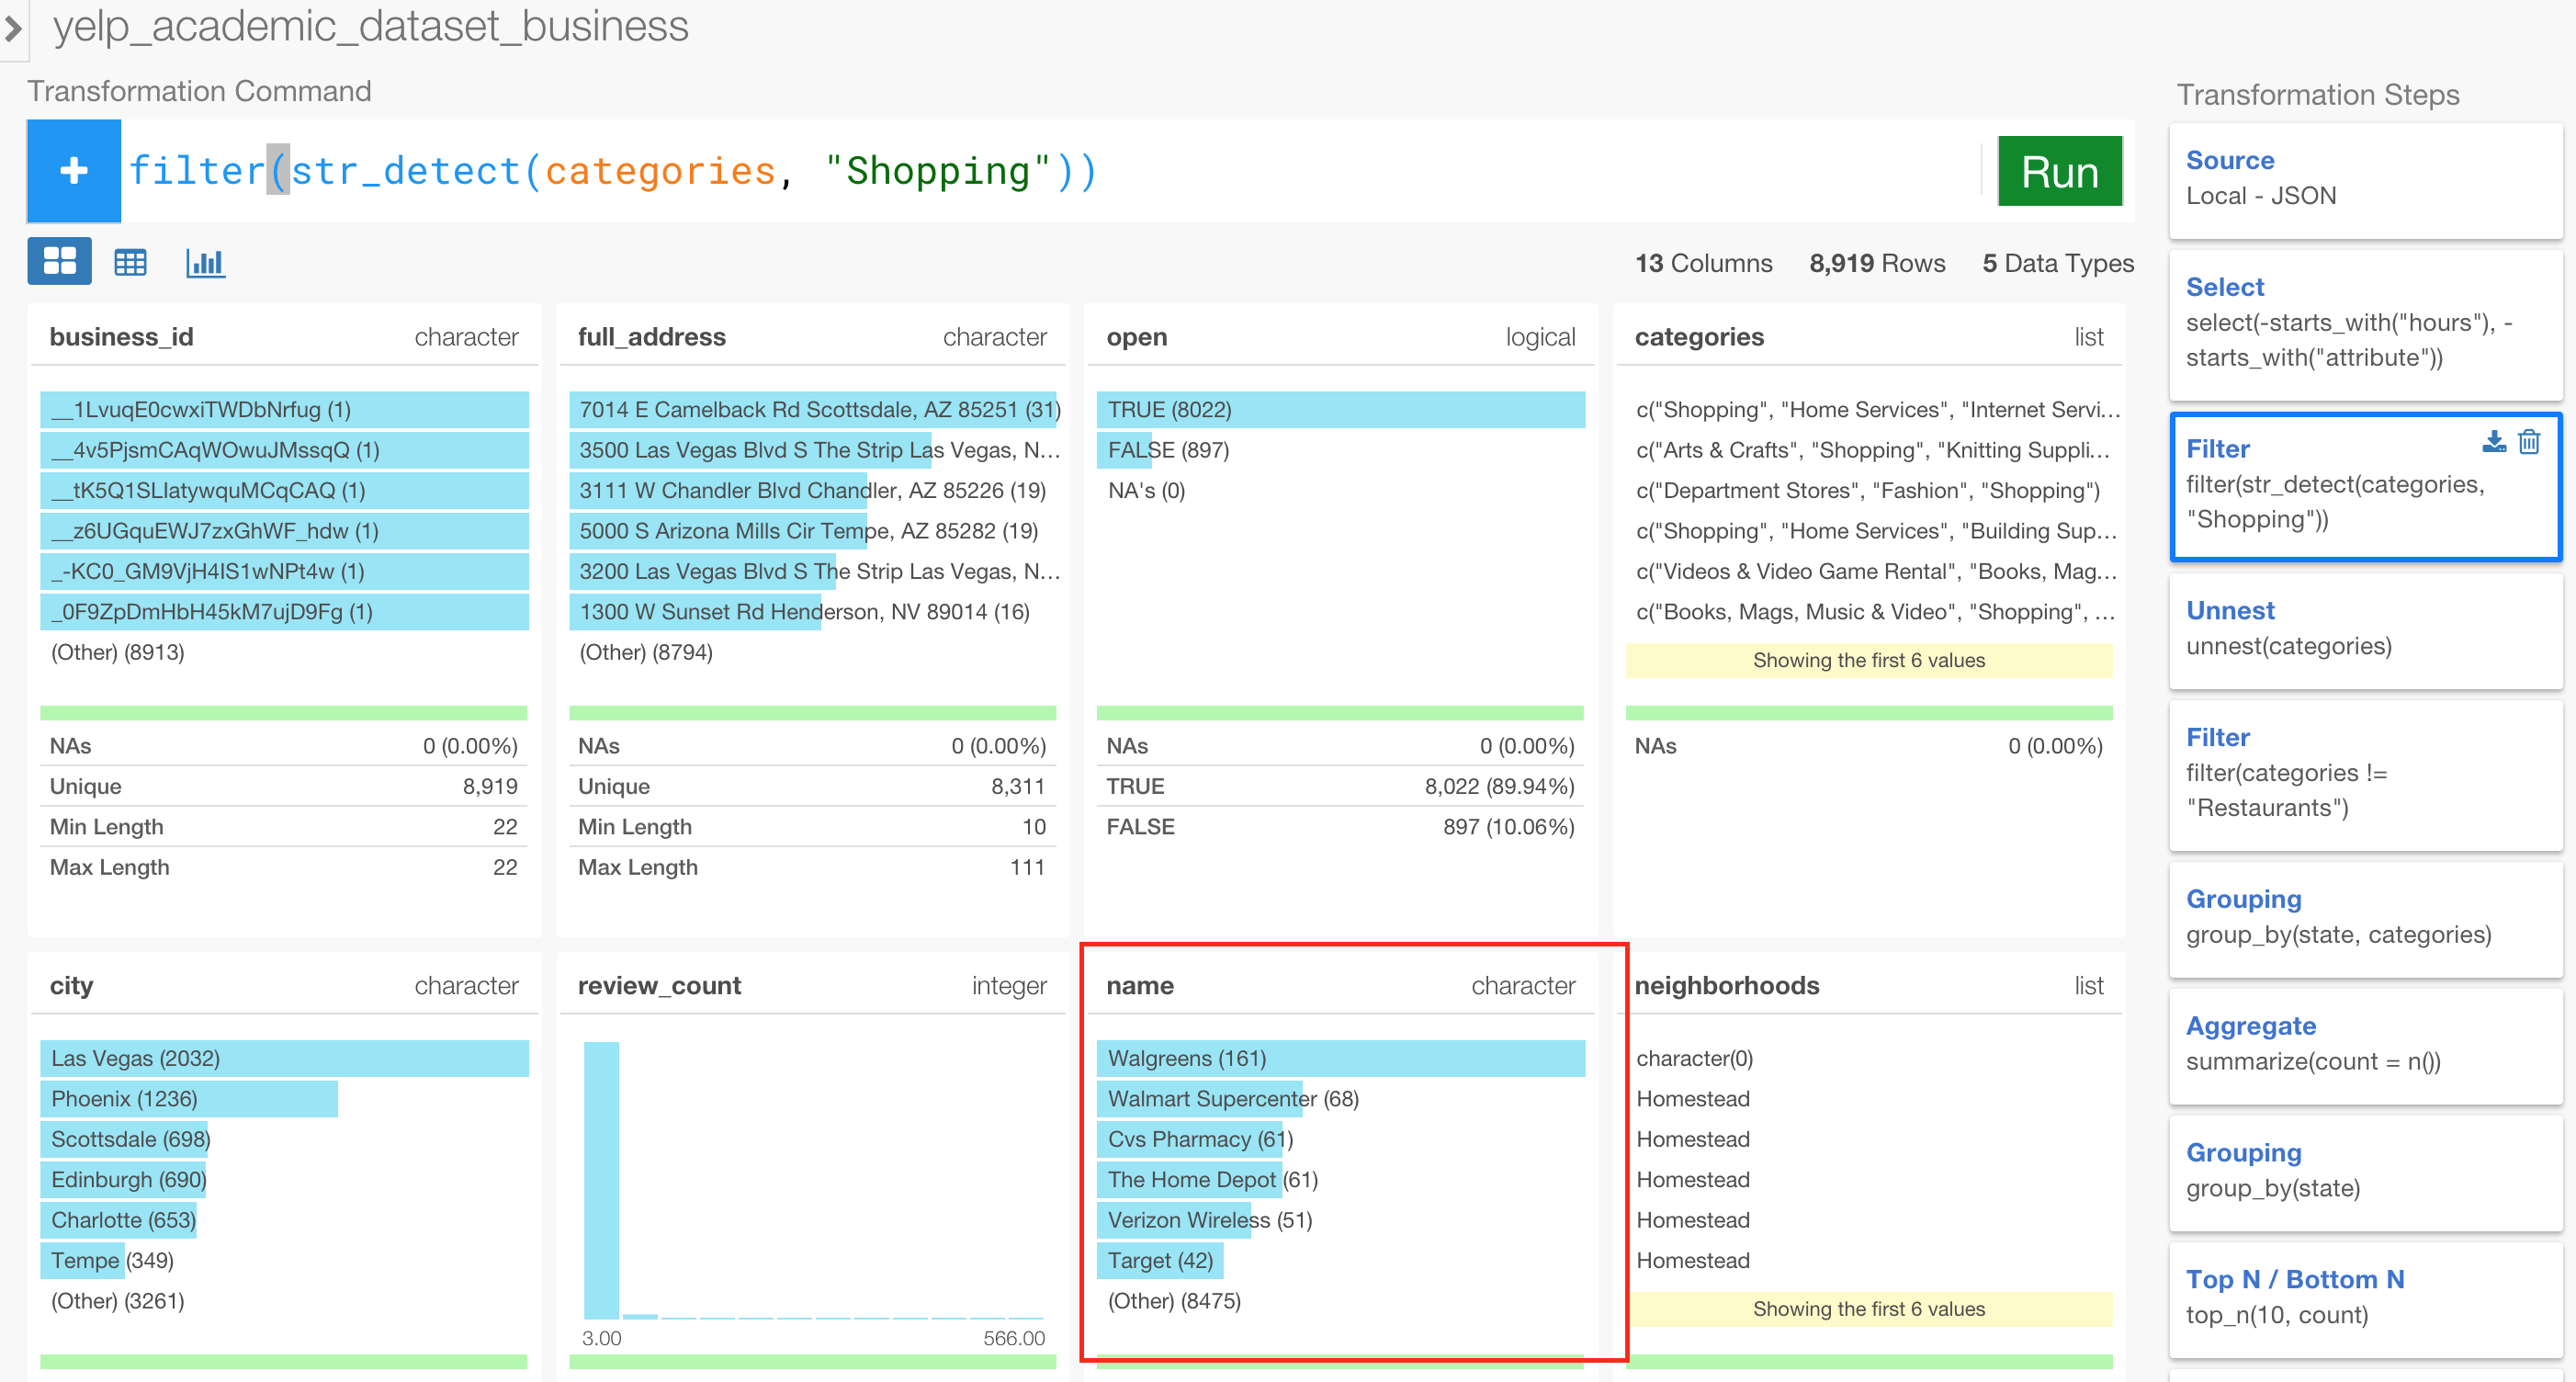 yelp_academic_dataset_business
Transformation Command
filter(str_detect(categories, "Shopping"))
Run
13 Columns 8,919 Rows 5 Data Types
business_id character
__1LvuqE0cwxiTWDbNrfug (1)
__4v5PjsmCAqWOwuJMssqQ (1)
__tK5Q1SLlatywquMCqCAQ (1)
__z6UGquEWJ7zxGhWF_hdw (1)
_-KC0_GM9VjH4IS1wNPt4w (1)
_0F9ZpDmHbH45kM7ujD9Fg (1)
(Other) (8913)
NAs 0 (0.00%)
Unique 8,919
Min Length 22
Max Length 22
full_address character
7014 E Camelback Rd Scottsdale, AZ 85251 (31)
3500 Las Vegas Blvd S The Strip Las Vegas, N...
3111 W Chandler Blvd Chandler, AZ 85226 (19)
5000 S Arizona Mills Cir Tempe, AZ 85282 (19)
3200 Las Vegas Blvd S The Strip Las Vegas, N...
1300 W Sunset Rd Henderson, NV 89014 (16)
(Other) (8794)
NAs 0 (0.00%)
Unique 8,311
Min Length 10
Max Length 111
open logical
TRUE (8022)
FALSE (897)
NA's (0)
NAs 0 (0.00%)
TRUE 8,022 (89.94%)
FALSE 897 (10.06%)
categories list
c("Shopping", "Home Services", "Internet Servi...
c("Arts & Crafts", "Shopping", "Knitting Suppli...
c("Department Stores", "Fashion", "Shopping")
c("Shopping", "Home Services", "Building Sup...
c("Videos & Video Game Rental", "Books, Mag...
c("Books, Mags, Music & Video", "Shopping", ...
Showing the first 6 values
NAs 0 (0.00%)
city character
Las Vegas (2032)
Phoenix (1236)
Scottsdale (698)
Edinburgh (690)
Charlotte (653)
Tempe (349)
(Other) (3261)
review_count integer
3.00 566.00
name character
Walgreens (161)
Walmart Supercenter (68)
Cvs Pharmacy (61)
The Home Depot (61)
Verizon Wireless (51)
Target (42)
(Other) (8475)
neighborhoods list
character(0)
Homestead
Homestead
Homestead
Homestead
Homestead
Showing the first 6 values
Transformation Steps
Source
Local - JSON
Select
select(-starts_with("hours"), -
starts_with("attribute"))
Filter
filter(str_detect(categories,
"Shopping"))
Unnest
unnest(categories)
Filter
filter(categories !=
"Restaurants")
Grouping
group_by(state, categories)
Aggregate
summarize(count = n())
Grouping
group_by(state)
Top N / Bottom N
top_n(10, count)